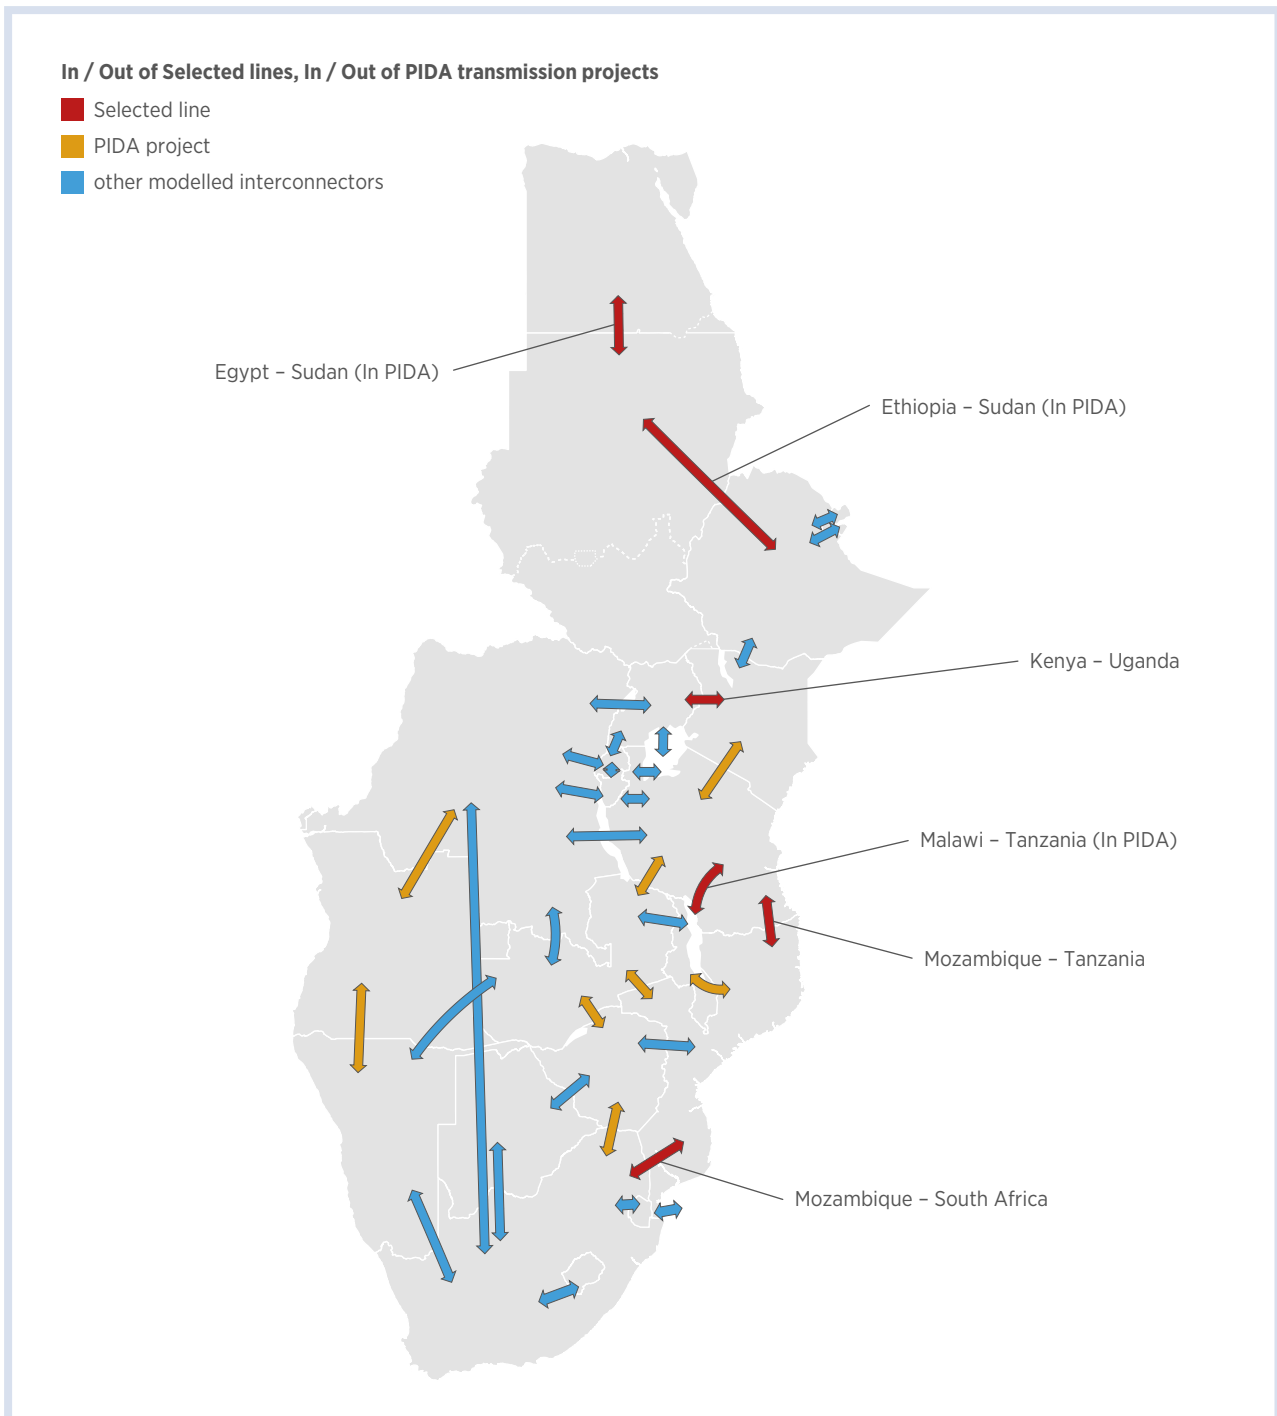 In / Out of Selected lines, In / Out of PIDA transmission projects
Selected line
PIDA project
other modelled interconnectors
Egypt – Sudan (In PIDA)
Ethiopia – Sudan (In PIDA)
Kenya – Uganda
Malawi – Tanzania (In PIDA)
Mozambique – Tanzania
Mozambique – South Africa